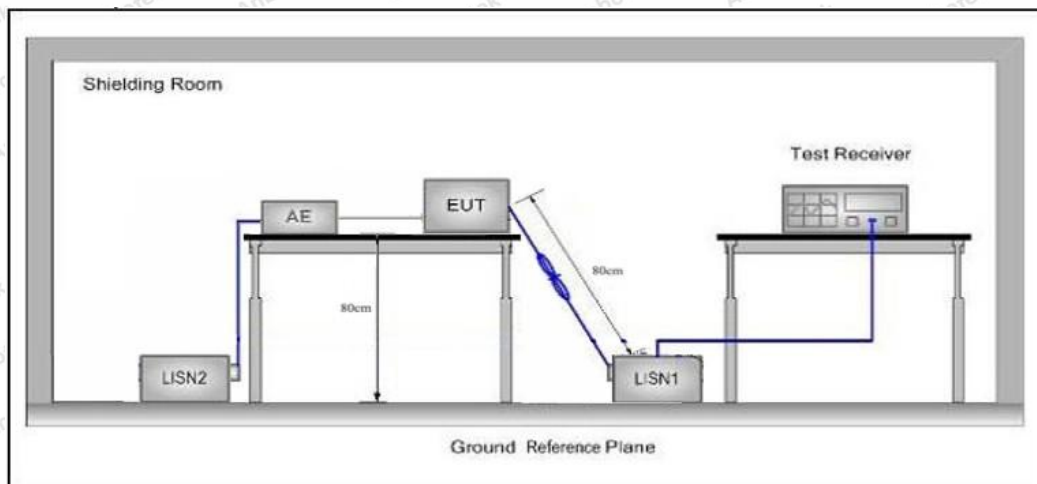 Shielding Room
Test Receiver
AE
EUT
80cm
80cm
LISN2
LISN1
Ground Reference Plane